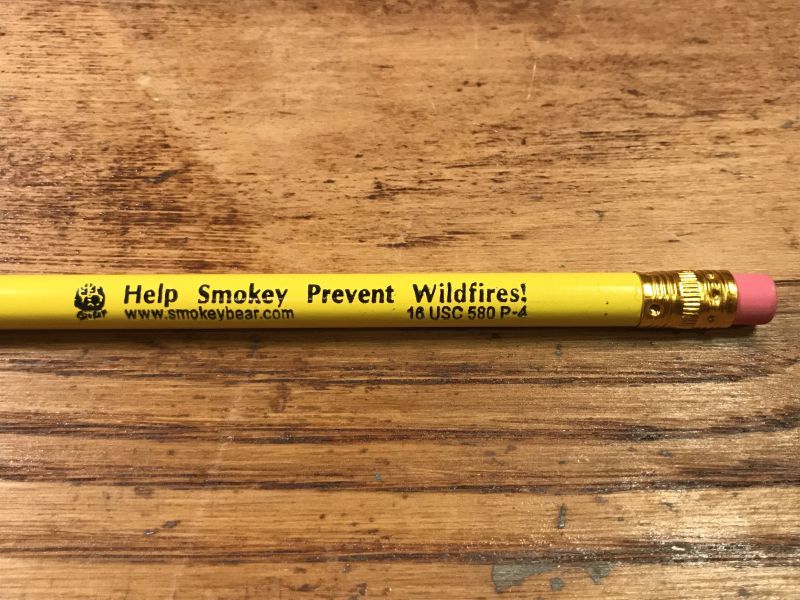 Help Smokey Prevent Wildfires!
www.smokeybear.com 16 USC 580 P-4